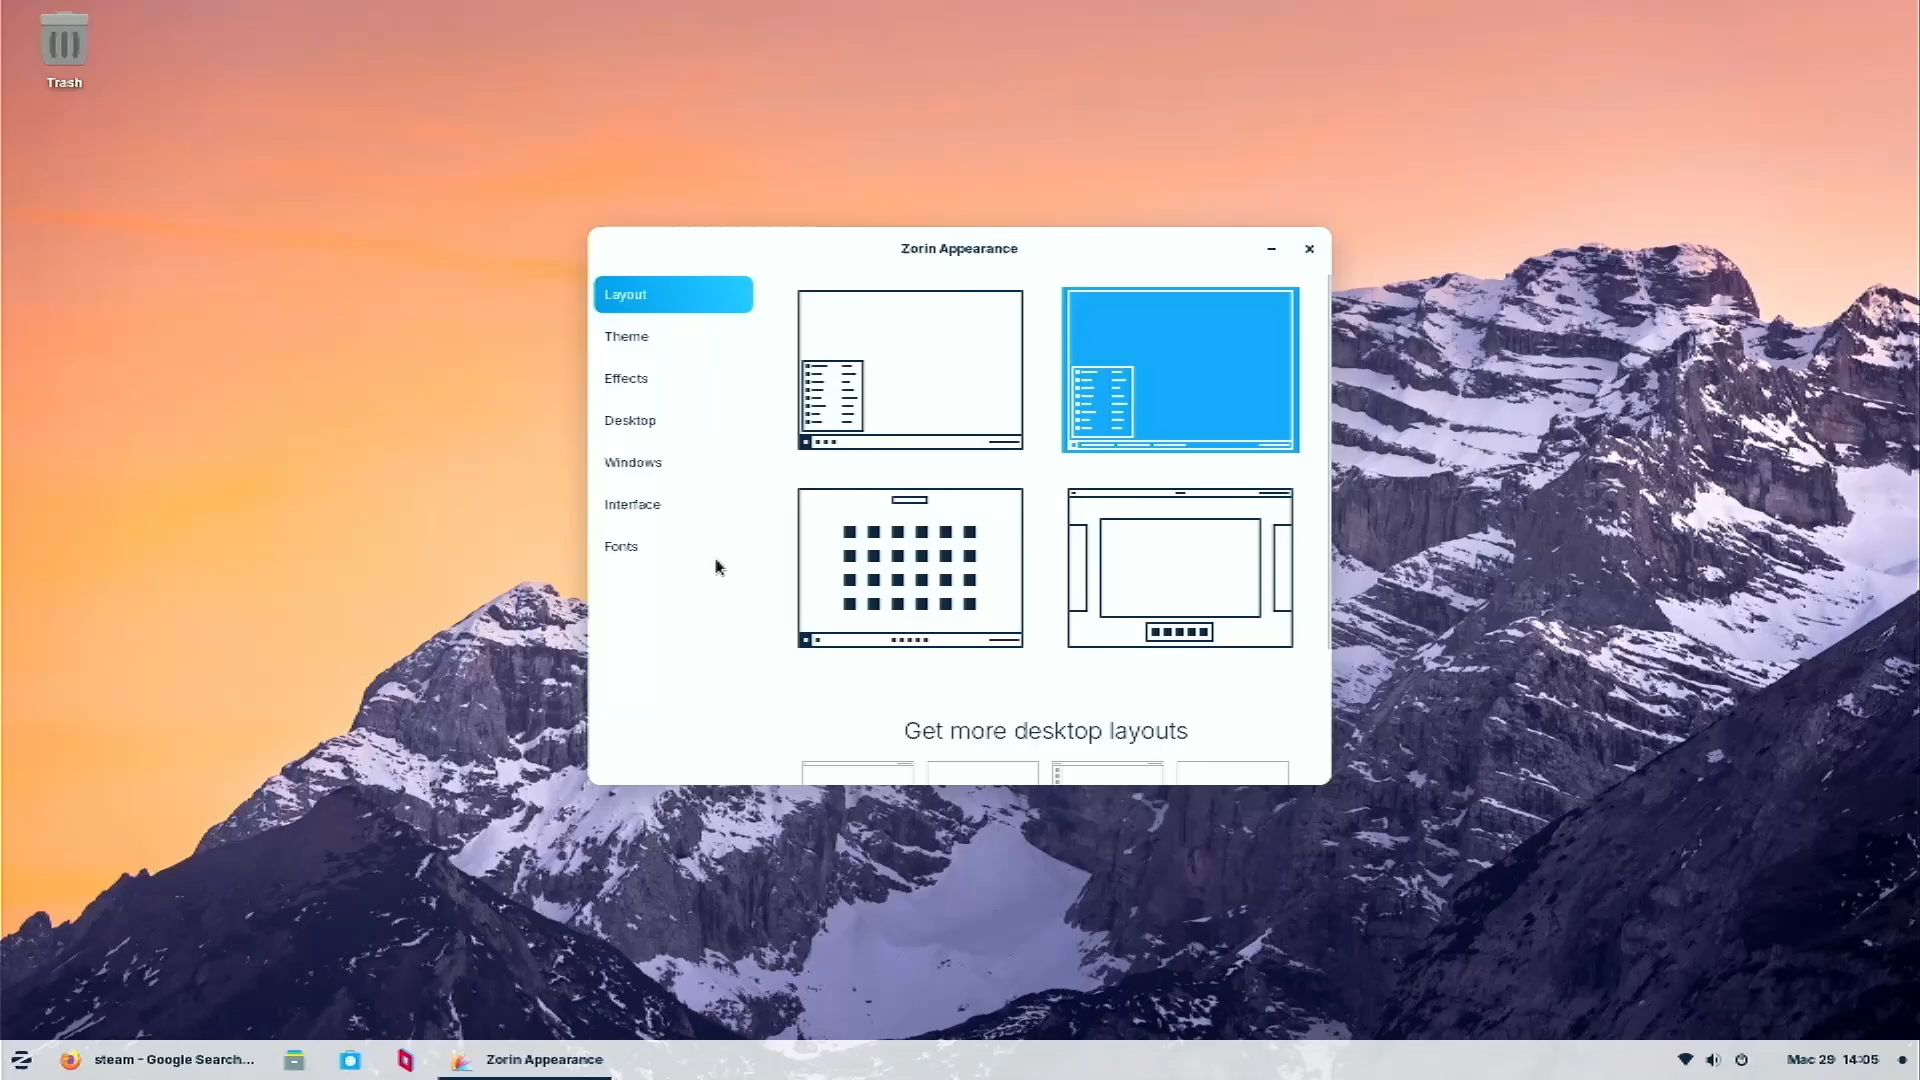 Trash
Zorin Appearance
Layout
Theme
Effects
Desktop
Windows
Interface
Fonts
Get more desktop layouts
steam - Google Search...
Zorin Appearance
Mac 29 14:05